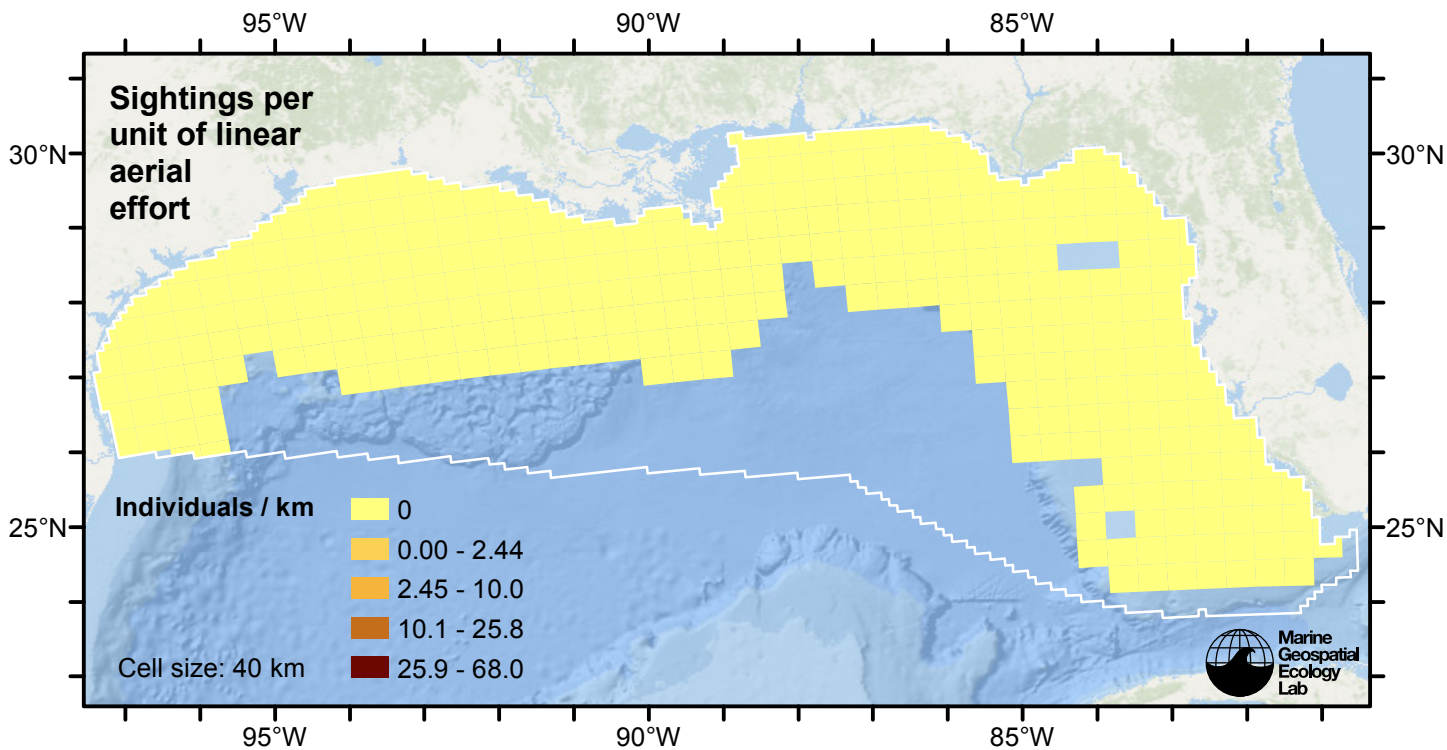 95°W 90°W 85°W
Sightings per
unit of linear
aerial
effort
30°N 30°N
25°N 25°N
Individuals / km
0
0.00 - 2.44
2.45 - 10.0
10.1 - 25.8
25.9 - 68.0
Cell size: 40 km
Marine
Geospatial
Ecology
Lab
95°W 90°W 85°W